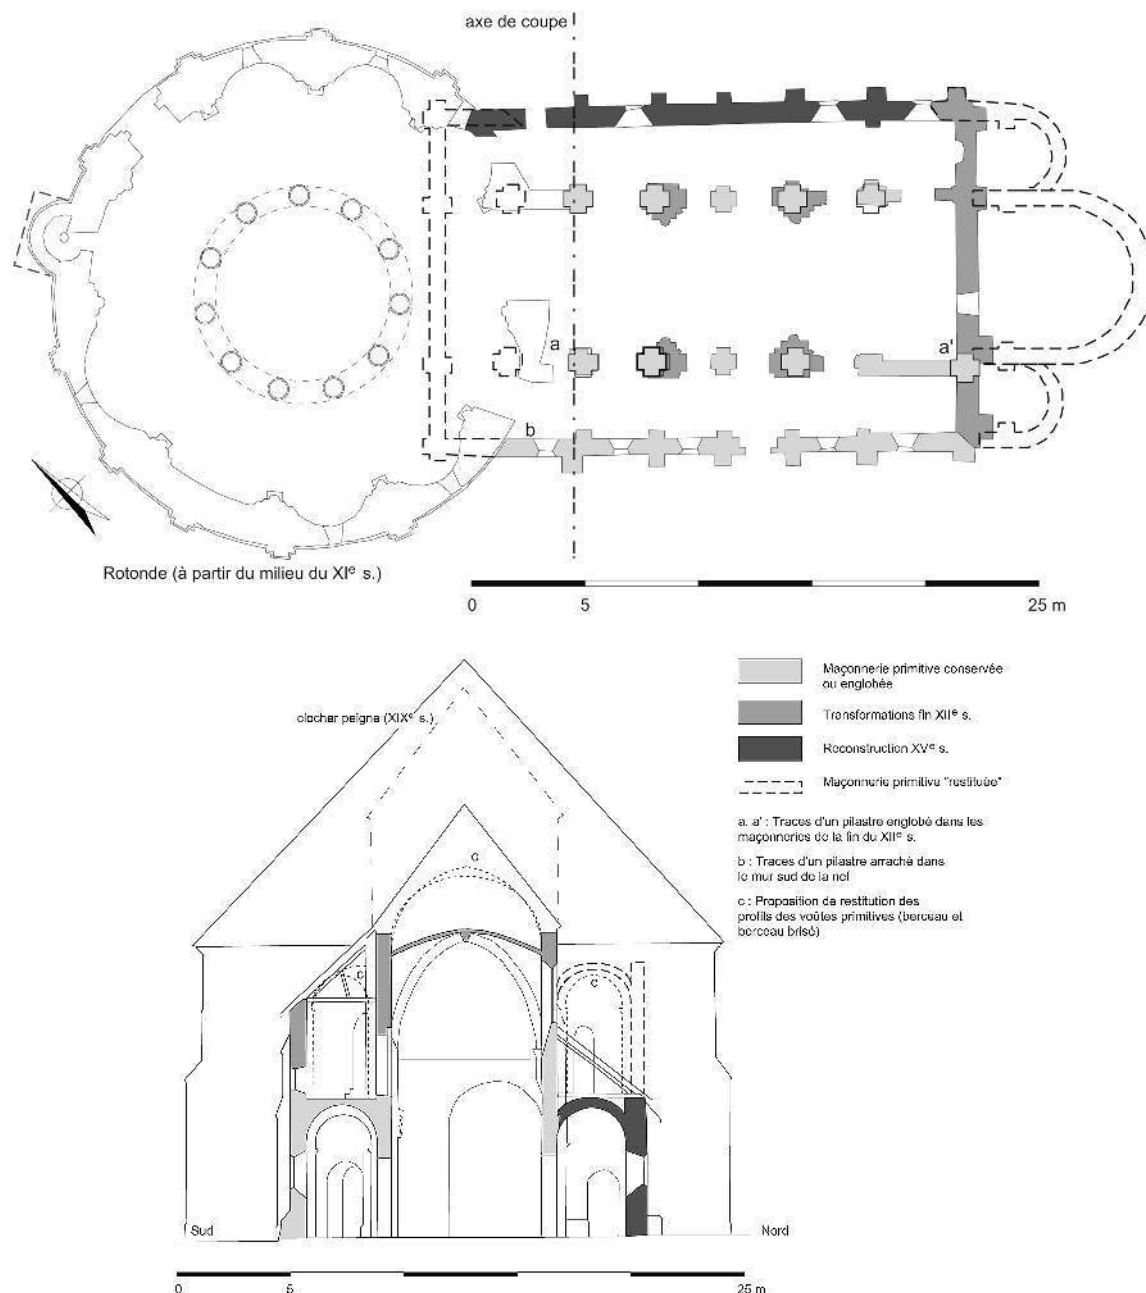 axe de coupe
a
a'
b
Rotonde (à partir du milieu du XIe s.)
0 5 25 m
Maçonnerie primitive conservée
ou englobée
clocher peigne (XIXe s.)
Transformations fin XIIe s.
Reconstruction XVe s.
Maçonnerie primitive "restituée"
a. a' : Traces d'un pilastre englobé dans les
maçonneries de la fin du XIIe s.
b : Traces d'un pilastre arraché dans
le mur sud de la nef
c : Proposition de restitution des
profils des voûtes primitives (berceau et
berceau brisé)
c
c
c
Sud
Nord
0 5 25 m